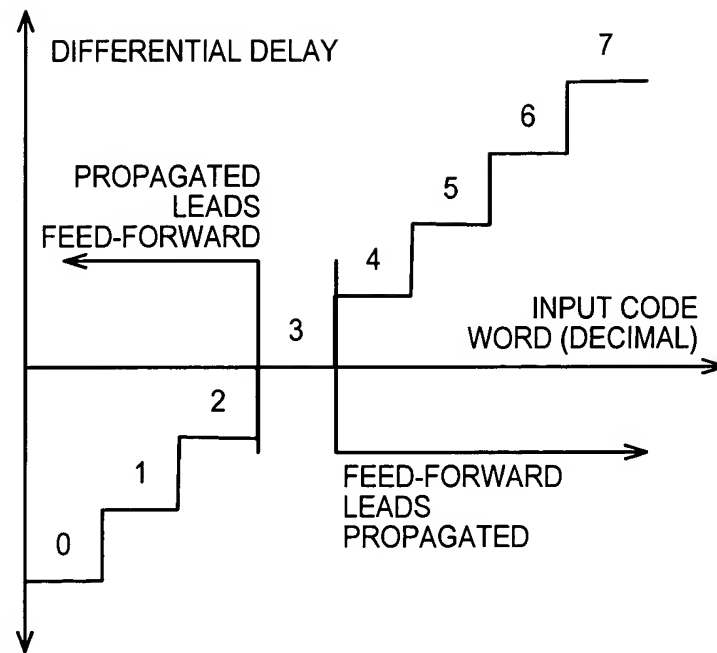 DIFFERENTIAL DELAY
7
6
PROPAGATED
LEADS
FEED-FORWARD
5
4
INPUT CODE
WORD (DECIMAL)
3
2
1
FEED-FORWARD
LEADS
PROPAGATED
0